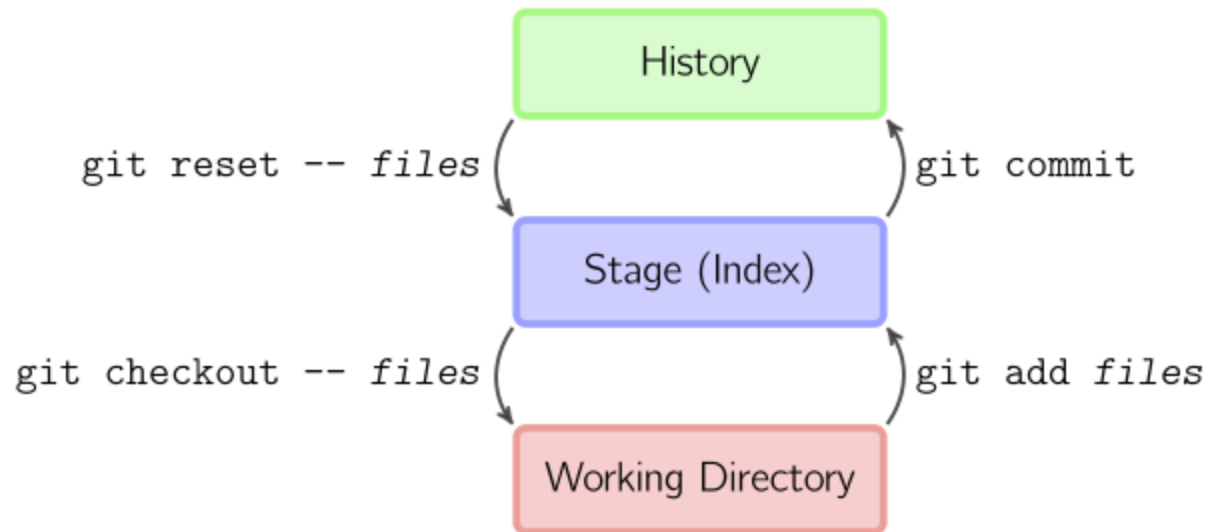 History
git reset -- files
git commit
Stage (Index)
git checkout -- files
git add files
Working Directory